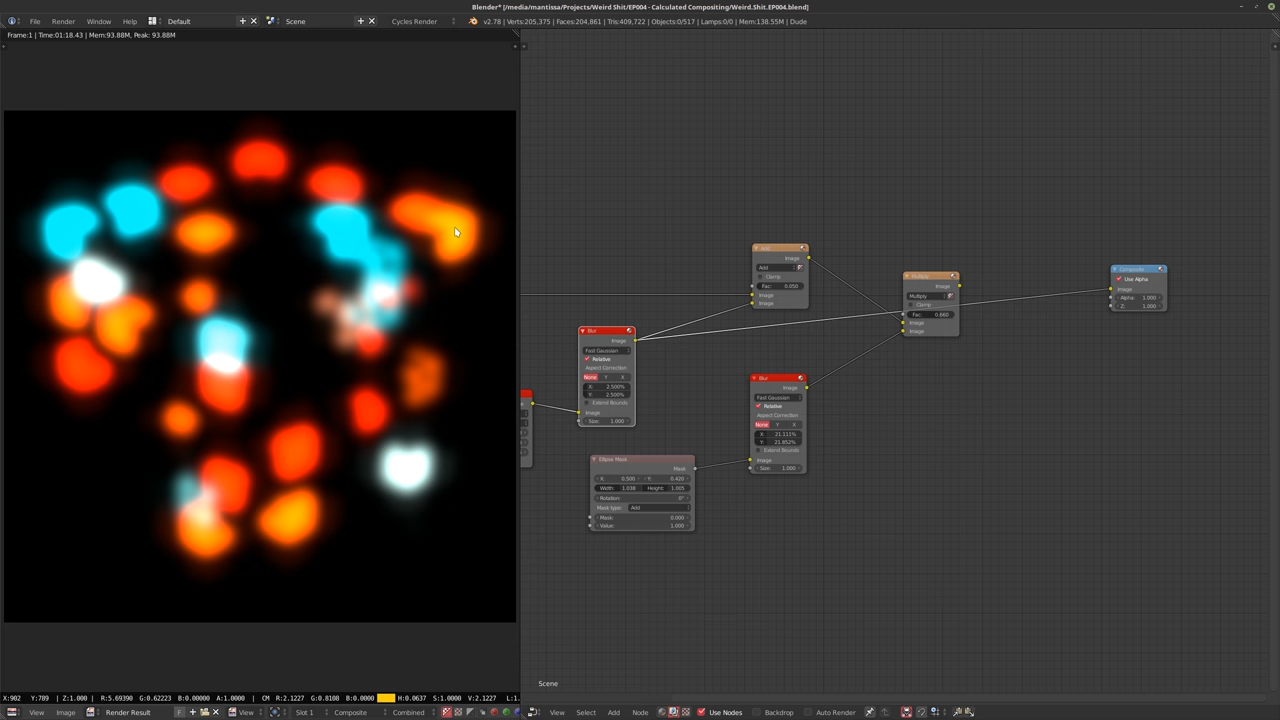 Blender* [/media/mantissa/Projects/Weird Shit/EP004 - Calculated Compositing/Weird.Shit.EP004.blend]
File Render Window Help Default Scene Cycles Render v2.78 | Verts:205,375 | Faces:204,861 | Tris:409,722 | Objects:0/517 | Lamps:0/0 | Mem:138.55M | Dude
Frame:1 | Time:01:18.43 | Mem:93.88M, Peak: 93.88M
Add
Image
Add
Clamp
Fac: 0.050
Image
Image
Multiply
Image
Multiply
Clamp
Fac: 0.660
Image
Image
Composite
Use Alpha
Image
Alpha: 1.000
Z: 1.000
Blur
Image
Fast Gaussian
Relative
Aspect Correction
None Y X
X: 2.500%
Y: 2.500%
Extend Bounds
Image
Size: 1.000
Blur
Image
Fast Gaussian
Relative
Aspect Correction
None Y X
X: 21.111%
Y: 21.852%
Extend Bounds
Image
Size: 1.000
Ellipse Mask
Mask
X: 0.500 Y: 0.420
Width: 1.038 Height: 1.005
Rotation: 0°
Mask type: Add
Mask: 0.000
Value: 1.000
Scene
X:902 Y:789 | Z:1.000 | R:5.69390 G:0.62223 B:0.00000 A:1.0000 | CM R:2.1227 G:0.8108 B:0.0000 H:0.0637 S:1.0000 V:2.1227 L:1.
View Image Render Result F View Slot 1 Composite Combined View Select Add Node Use Nodes Backdrop Auto Render